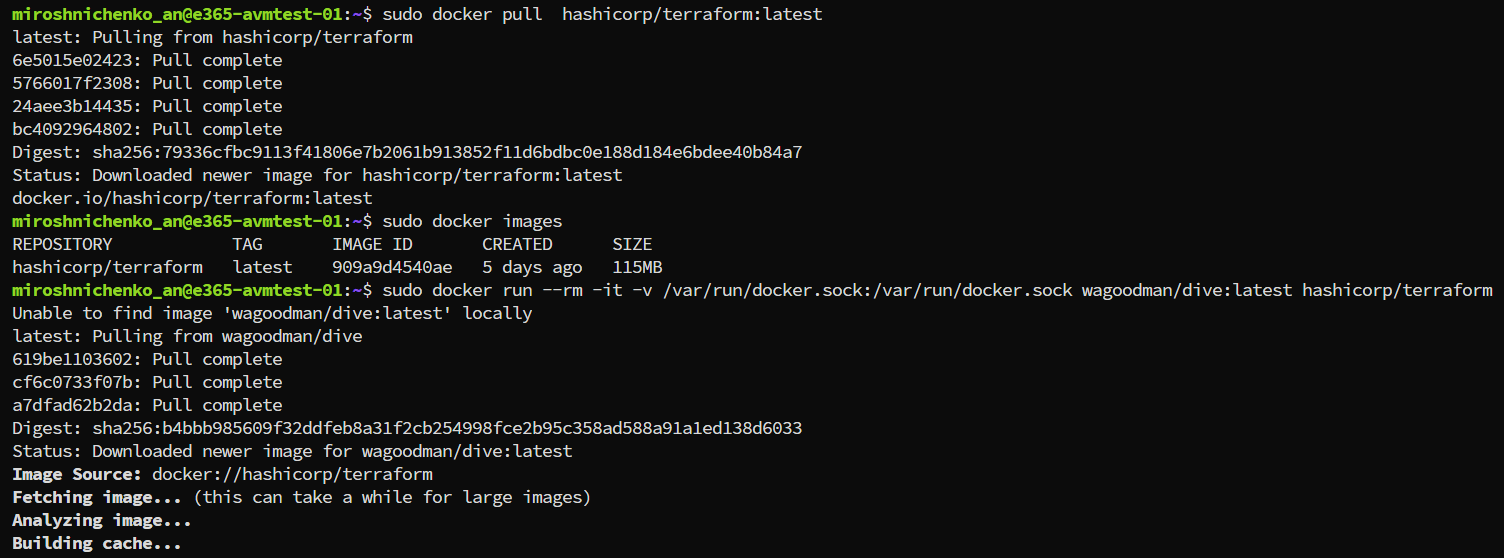 miroshnichenko_an@e365-avmtest-01:~$ sudo docker pull  hashicorp/terraform:latest
latest: Pulling from hashicorp/terraform
6e5015e02423: Pull complete
5766017f2308: Pull complete
24aee3b14435: Pull complete
bc4092964802: Pull complete
Digest: sha256:79336cfbc9113f41806e7b2061b913852f11d6bdbc0e188d184e6bdee40b84a7
Status: Downloaded newer image for hashicorp/terraform:latest
docker.io/hashicorp/terraform:latest
miroshnichenko_an@e365-avmtest-01:~$ sudo docker images
REPOSITORY            TAG       IMAGE ID       CREATED      SIZE
hashicorp/terraform   latest    909a9d4540ae   5 days ago   115MB
miroshnichenko_an@e365-avmtest-01:~$ sudo docker run --rm -it -v /var/run/docker.sock:/var/run/docker.sock wagoodman/dive:latest hashicorp/terraform
Unable to find image 'wagoodman/dive:latest' locally
latest: Pulling from wagoodman/dive
619be1103602: Pull complete
cf6c0733f07b: Pull complete
a7dfad62b2da: Pull complete
Digest: sha256:b4bbb985609f32ddfeb8a31f2cb254998fce2b95c358ad588a91a1ed138d6033
Status: Downloaded newer image for wagoodman/dive:latest
Image Source: docker://hashicorp/terraform
Fetching image... (this can take a while for large images)
Analyzing image...
Building cache...